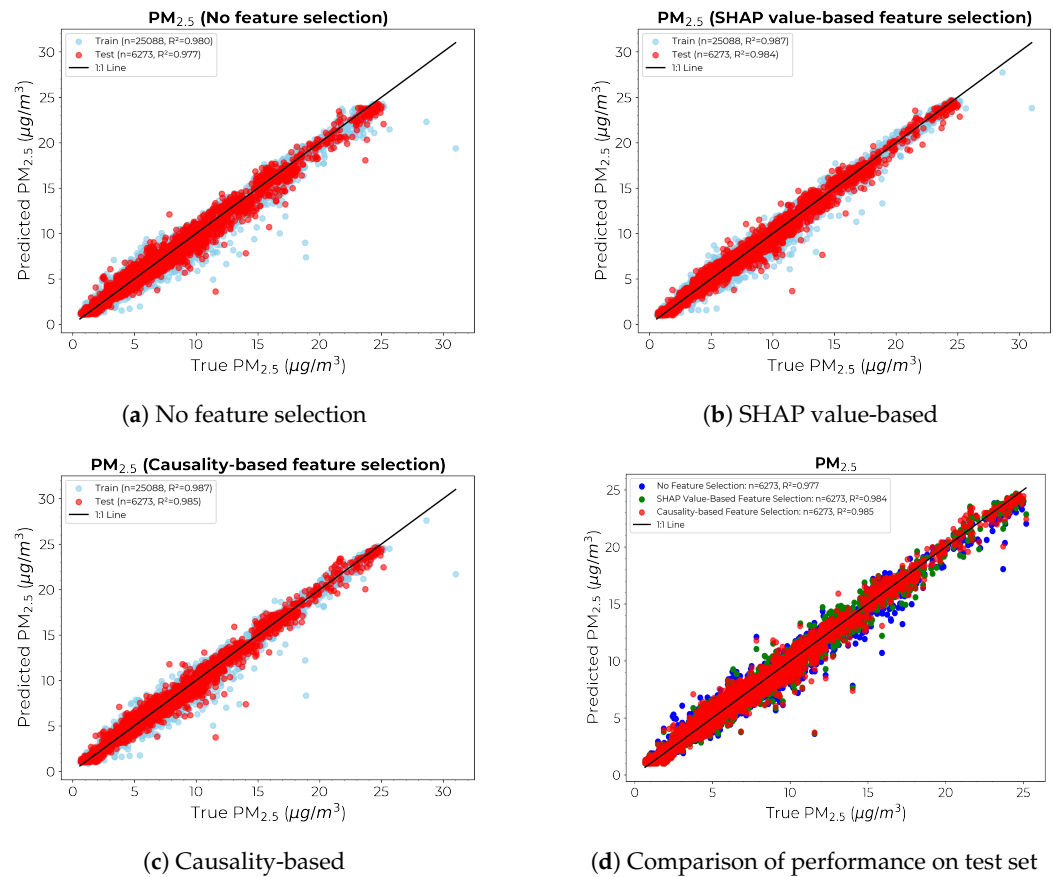 PM2.5 (No feature selection)
Train (n=25088, R²=0.980)
Test (n=6273, R²=0.977)
1:1 Line
Predicted PM2.5 (μg/m³)
30
25
20
15
10
5
0
0 5 10 15 20 25 30
True PM2.5 (μg/m³)
(a) No feature selection
PM2.5 (SHAP value-based feature selection)
Train (n=25088, R²=0.987)
Test (n=6273, R²=0.984)
1:1 Line
Predicted PM2.5 (μg/m³)
30
25
20
15
10
5
0
0 5 10 15 20 25 30
True PM2.5 (μg/m³)
(b) SHAP value-based
PM2.5 (Causality-based feature selection)
Train (n=25088, R²=0.987)
Test (n=6273, R²=0.985)
1:1 Line
Predicted PM2.5 (μg/m³)
30
25
20
15
10
5
0
0 5 10 15 20 25 30
True PM2.5 (μg/m³)
(c) Causality-based
PM2.5
No Feature Selection: n=6273, R²=0.977
SHAP Value-Based Feature Selection: n=6273, R²=0.984
Causality-based Feature Selection: n=6273, R²=0.985
1:1 Line
Predicted PM2.5 (μg/m³)
25
20
15
10
5
0
0 5 10 15 20 25
True PM2.5 (μg/m³)
(d) Comparison of performance on test set